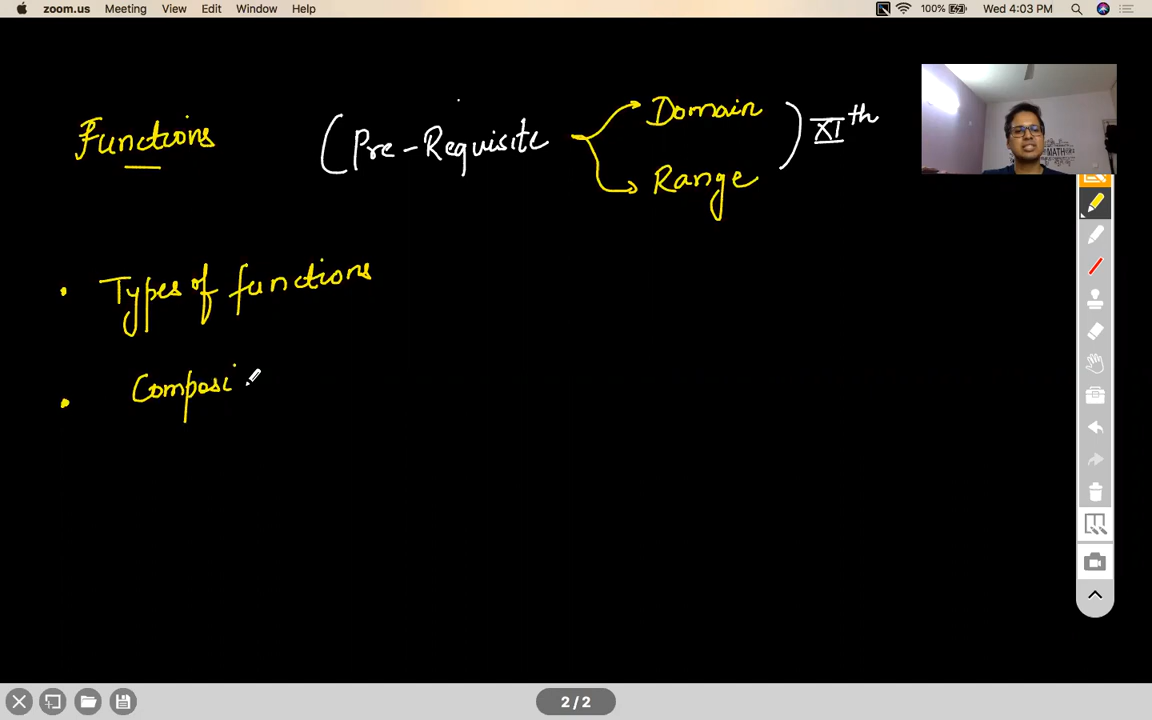 zoom.us Meeting View Edit Window Help 100% Wed 4:03 PM
Functions (Pre-Requisite Domain Range) XIth
MATH
• Types of functions
• Composi
2 / 2